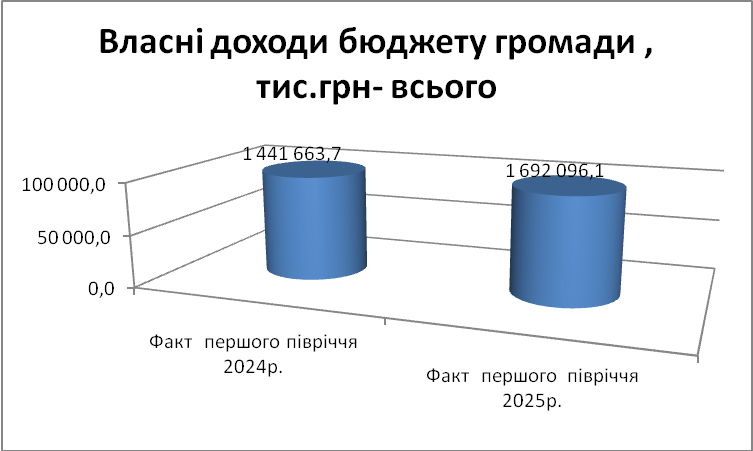 Власні доходи бюджету громади ,
тис.грн- всього
1 441 663,7
1 692 096,1
100 000,0
50 000,0
0,0
Факт першого півріччя
2024р.
Факт першого півріччя
2025р.